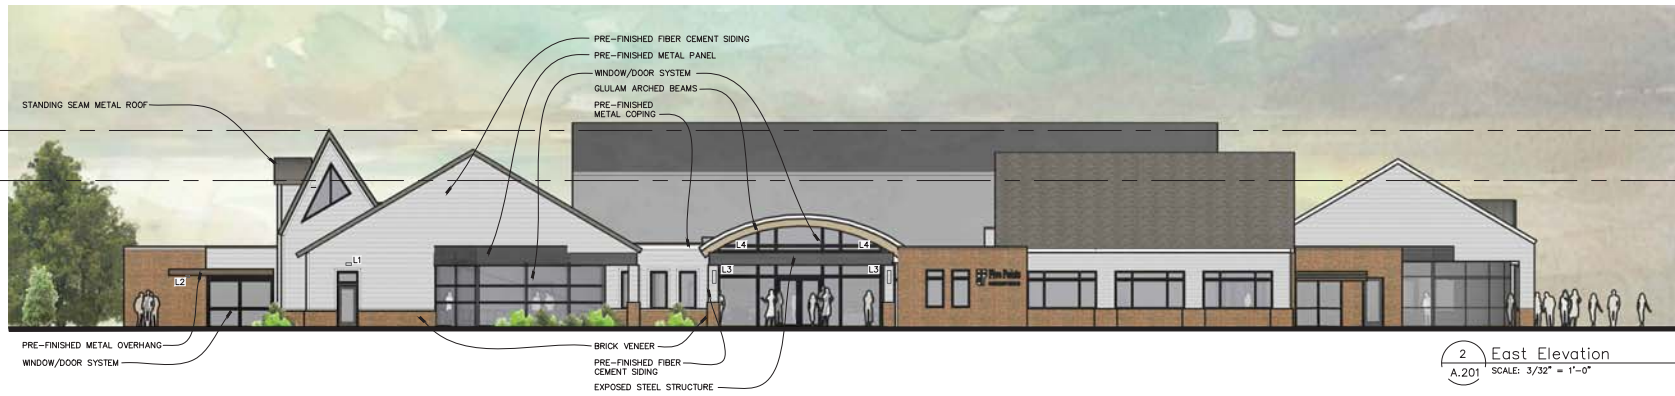 PRE-FINISHED FIBER CEMENT SIDING
PRE-FINISHED METAL PANEL
WINDOW/DOOR SYSTEM
GLULAM ARCHED BEAMS
PRE-FINISHED
METAL COPING
STANDING SEAM METAL ROOF
L4
L4
L1
L3
L3
L2
Five Points
PRE-FINISHED METAL OVERHANG
WINDOW/DOOR SYSTEM
BRICK VENEER
PRE-FINISHED FIBER
CEMENT SIDING
EXPOSED STEEL STRUCTURE
2
A.201
East Elevation
SCALE: 3/32" = 1'-0"